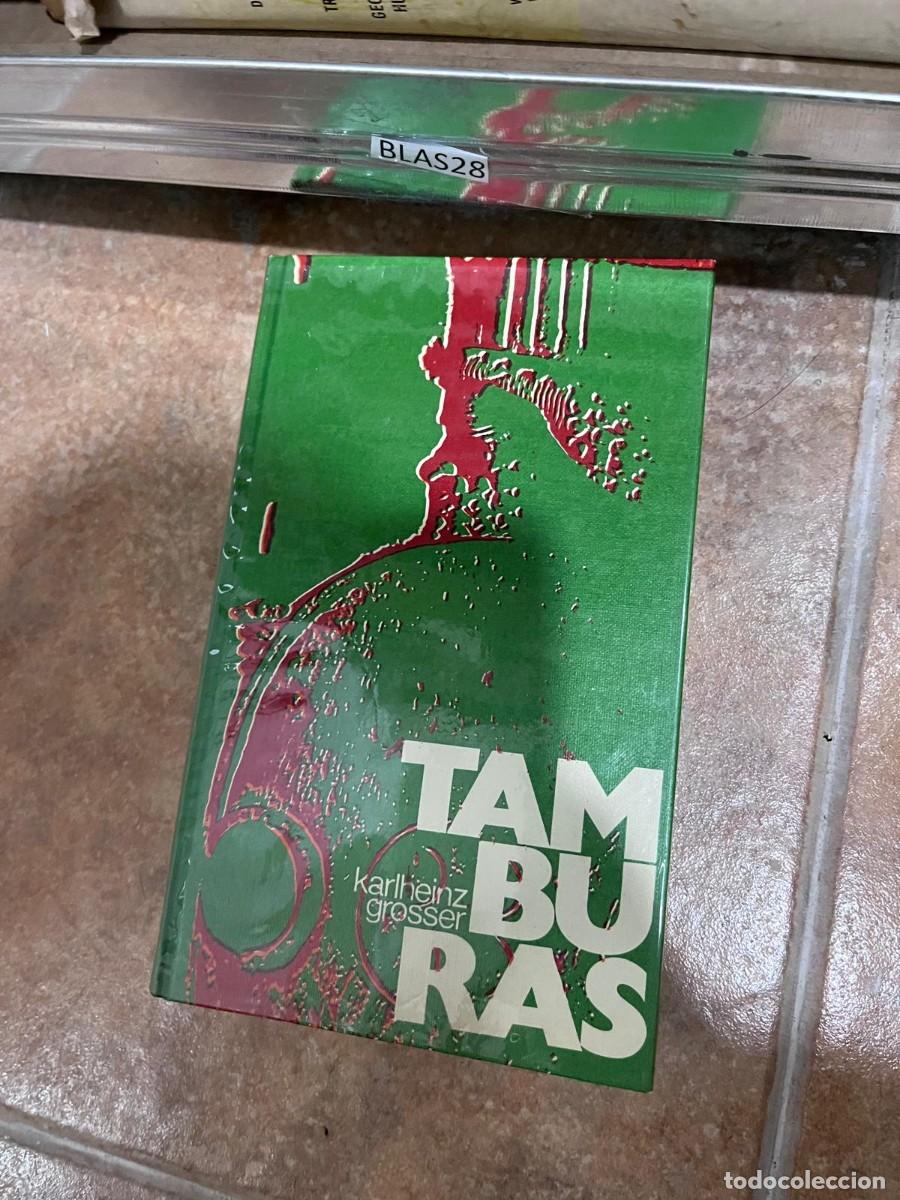 BLAS28
TAM
BU
RAS
karlheinz
grosser
todocoleccion